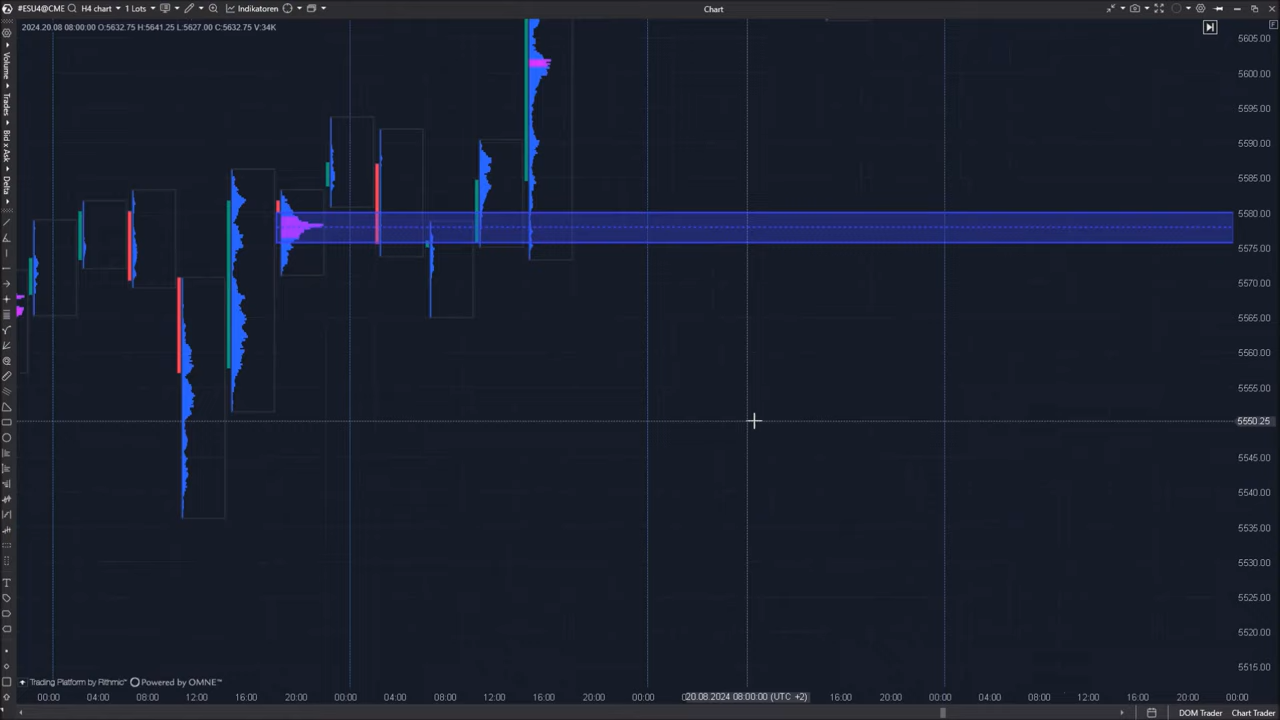 #ESU4@CME H4 chart 1 Lots Indikatoren Chart
2024.20.08 08:00:00 O:5632.75 H:5641.25 L:5627.00 C:5632.75 V:34K
F
Volume
Trades
Bid x Ask
Delta
5605.00
5600.00
5595.00
5590.00
5585.00
5580.00
5575.00
5570.00
5565.00
5560.00
5555.00
5550.25
5545.00
5540.00
5535.00
5530.00
5525.00
5520.00
5515.00
Trading Platform by Rithmic™ Powered by OMNE™
00:00 04:00 08:00 12:00 16:00 20:00 00:00 04:00 08:00 12:00 16:00 20:00 00:00 20.08.2024 08:00:00 (UTC +2) 16:00 20:00 00:00 04:00 08:00 12:00 16:00 20:00 00:00
DOM Trader Chart Trader